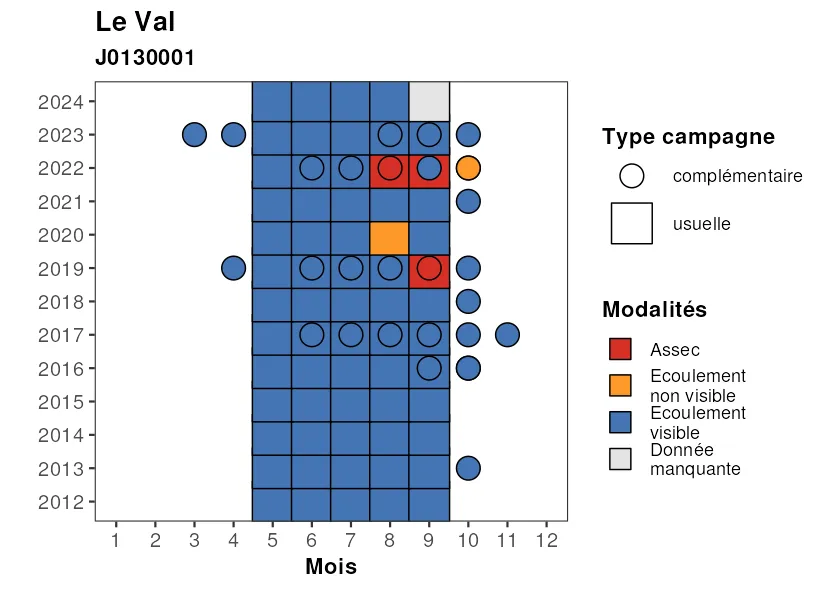 Le Val
J0130001
2024
2023
2022
2021
2020
2019
2018
2017
2016
2015
2014
2013
2012
1 2 3 4 5 6 7 8 9 10 11 12
Mois
Type campagne
complémentaire
usuelle
Modalités
Assec
Ecoulement
non visible
Ecoulement
visible
Donnée
manquante